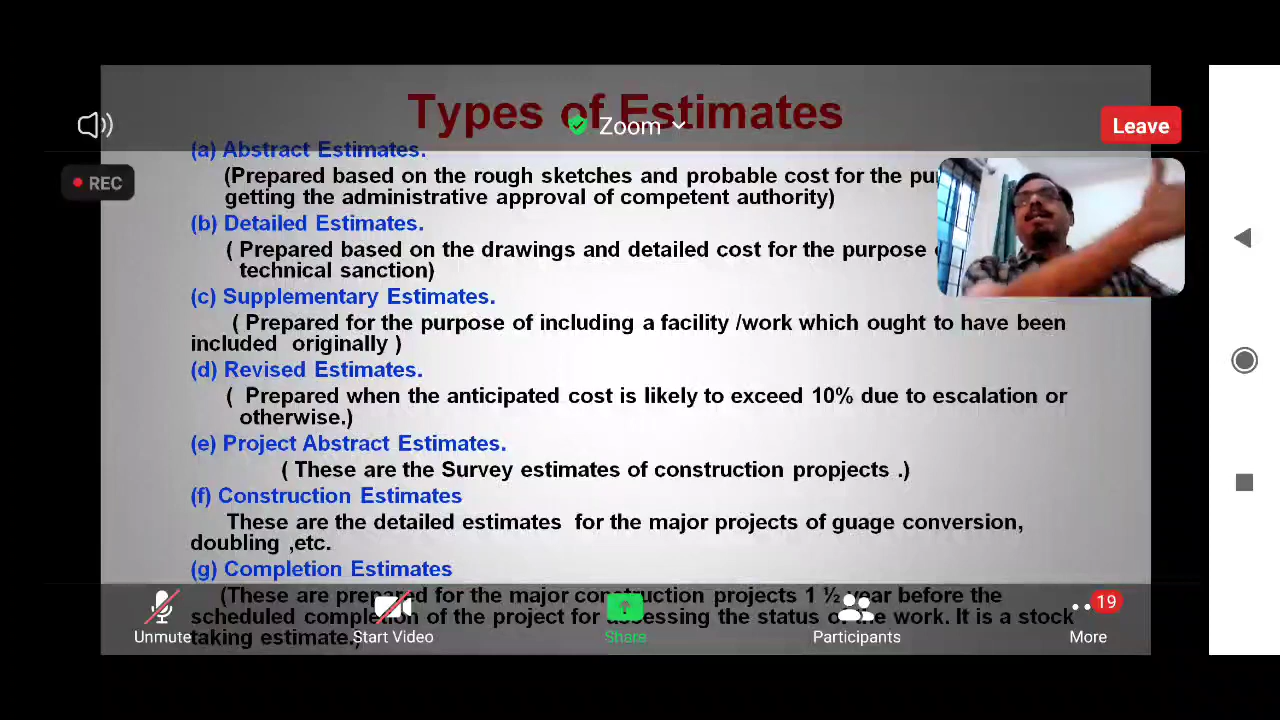 Types of Estimates
Zoom
Leave
REC
(a) Abstract Estimates.
(Prepared based on the rough sketches and probable cost for the
getting the administrative approval of competent authority)
(b) Detailed Estimates.
( Prepared based on the drawings and detailed cost for the purpose
technical sanction)
(c) Supplementary Estimates.
( Prepared for the purpose of including a facility /work which ought to have been
included originally )
(d) Revised Estimates.
( Prepared when the anticipated cost is likely to exceed 10% due to escalation or
otherwise.)
(e) Project Abstract Estimates.
( These are the Survey estimates of construction propjects .)
(f) Construction Estimates
These are the detailed estimates for the major projects of guage conversion,
doubling ,etc.
(g) Completion Estimates
(These are prepared for the major construction projects 1 ½ year before the
scheduled completion of the project for assessing the status of the work. It is a stock
taking estimate.)
19
Unmute
Start Video
Share
Participants
More